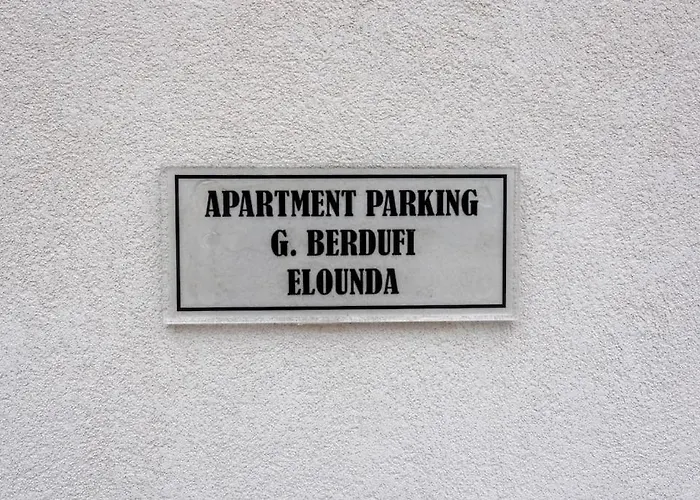 APARTMENT PARKING
G. BERDUFI
ELOUNDA